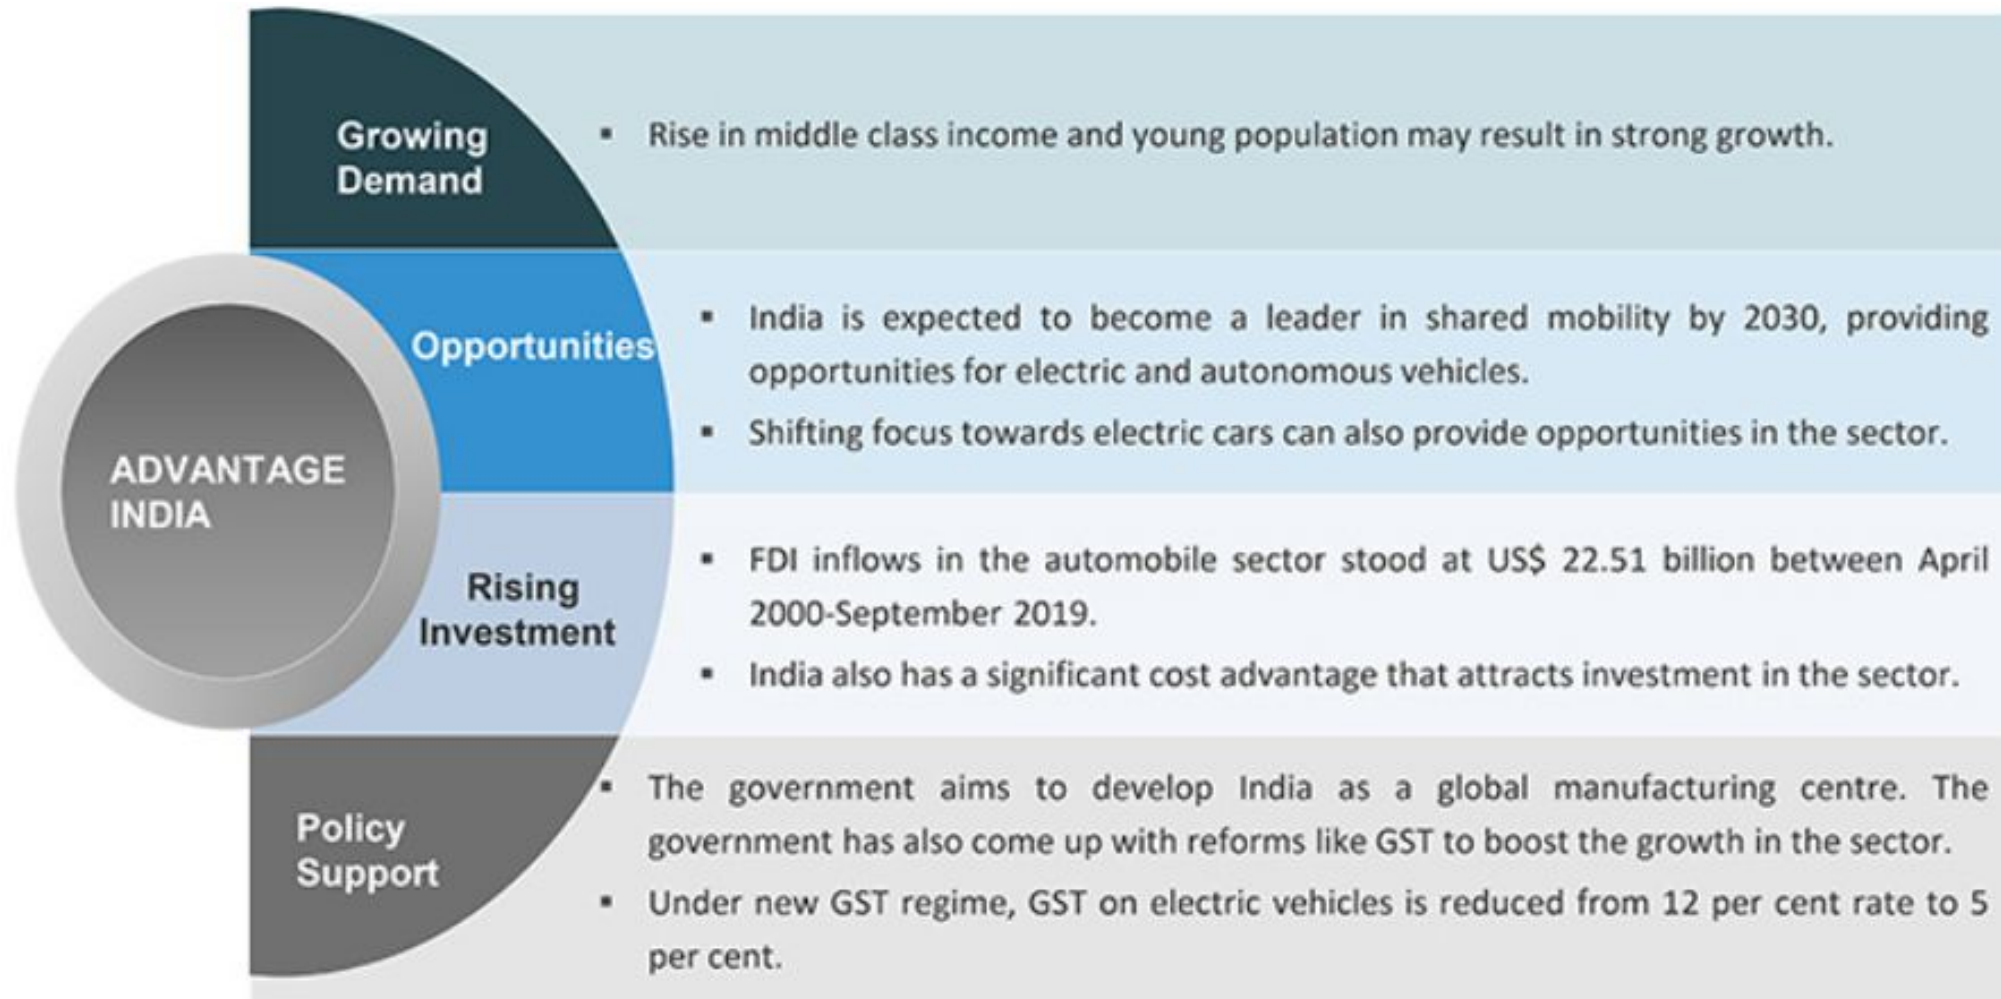 Growing
Demand
▪ Rise in middle class income and young population may result in strong growth.
Opportunities
▪ India is expected to become a leader in shared mobility by 2030, providing
opportunities for electric and autonomous vehicles.
▪ Shifting focus towards electric cars can also provide opportunities in the sector.
ADVANTAGE
INDIA
Rising
Investment
▪ FDI inflows in the automobile sector stood at US$ 22.51 billion between April
2000-September 2019.
▪ India also has a significant cost advantage that attracts investment in the sector.
Policy
Support
▪ The government aims to develop India as a global manufacturing centre. The
government has also come up with reforms like GST to boost the growth in the sector.
▪ Under new GST regime, GST on electric vehicles is reduced from 12 per cent rate to 5
per cent.